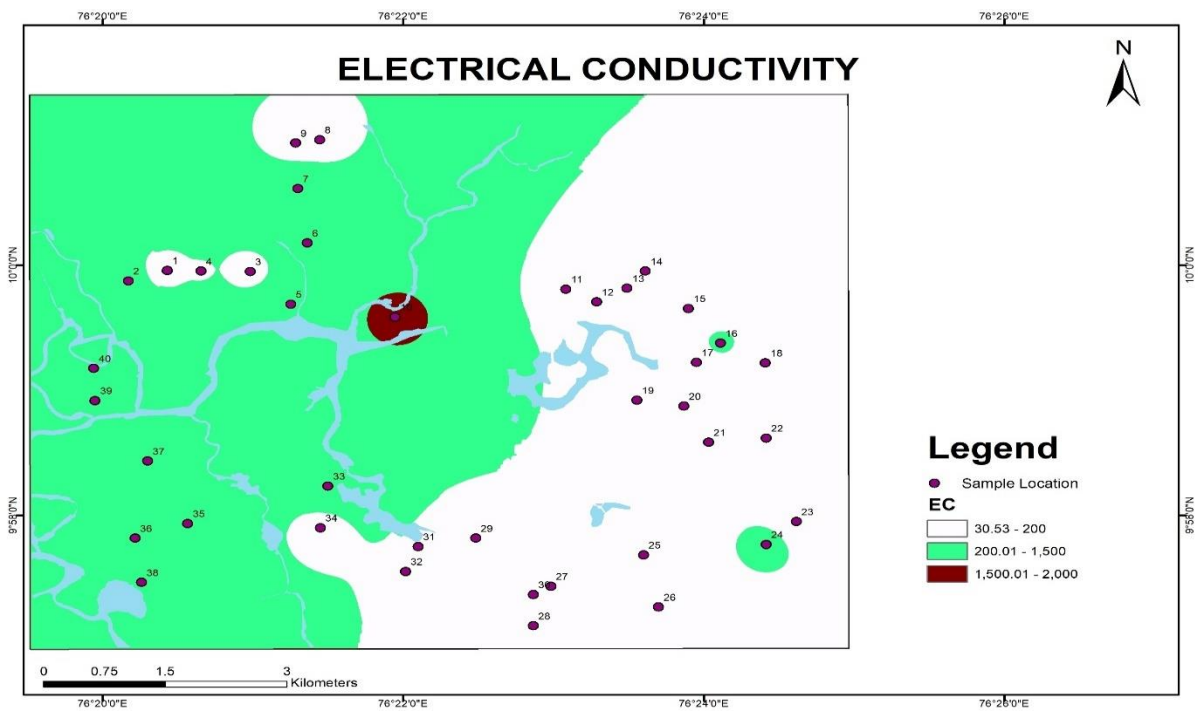 76°20'0"E 76°22'0"E 76°24'0"E 76°26'0"E
ELECTRICAL CONDUCTIVITY
N
9 8
7
6
10°0'0"N 10°0'0"N
2 1 4 3
5
11 12 13 14
15
16
17 18
40
39
19 20
21 22
37
33
9°58'0"N 9°58'0"N
36 35 34
31 29
32
38
23
24
25
27
28 26
Legend
Sample Location
EC
30.53 - 200
200.01 - 1,500
1,500.01 - 2,000
0 0.75 1.5 3
Kilometers
76°20'0"E 76°22'0"E 76°24'0"E 76°26'0"E